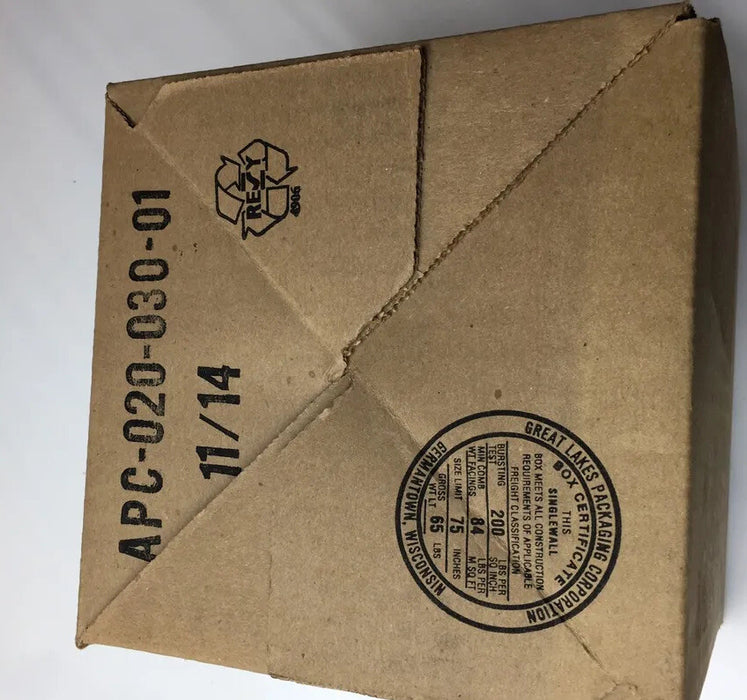 APC-020-030-01
11/14
RESY
4906
GREAT LAKES PACKAGING CORPORATION
BOX CERTIFICATE
THIS
SINGLEWALL
BOX MEETS ALL CONSTRUCTION
REQUIREMENTS OF APPLICABLE
FREIGHT CLASSIFICATION
BURSTING TEST 200 LBS PER SQ INCH
MIN COMB WT FACINGS 84 LBS PER M SQ FT
SIZE LIMIT 75 INCHES
GROSS WT LT 65 LBS
GERMANTOWN, WISCONSIN